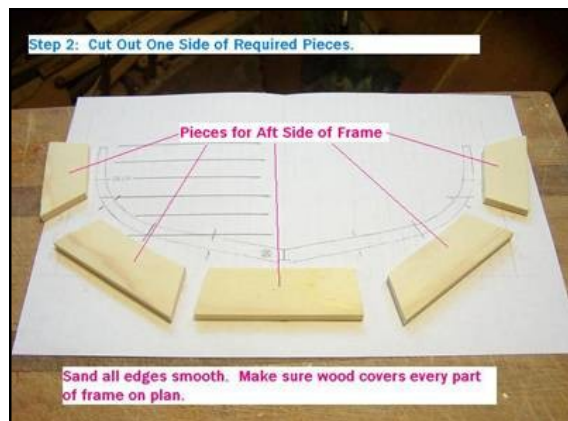 Step 2: Cut Out One Side of Required Pieces.
Pieces for Aft Side of Frame
Sand all edges smooth. Make sure wood covers every part
of frame on plan.